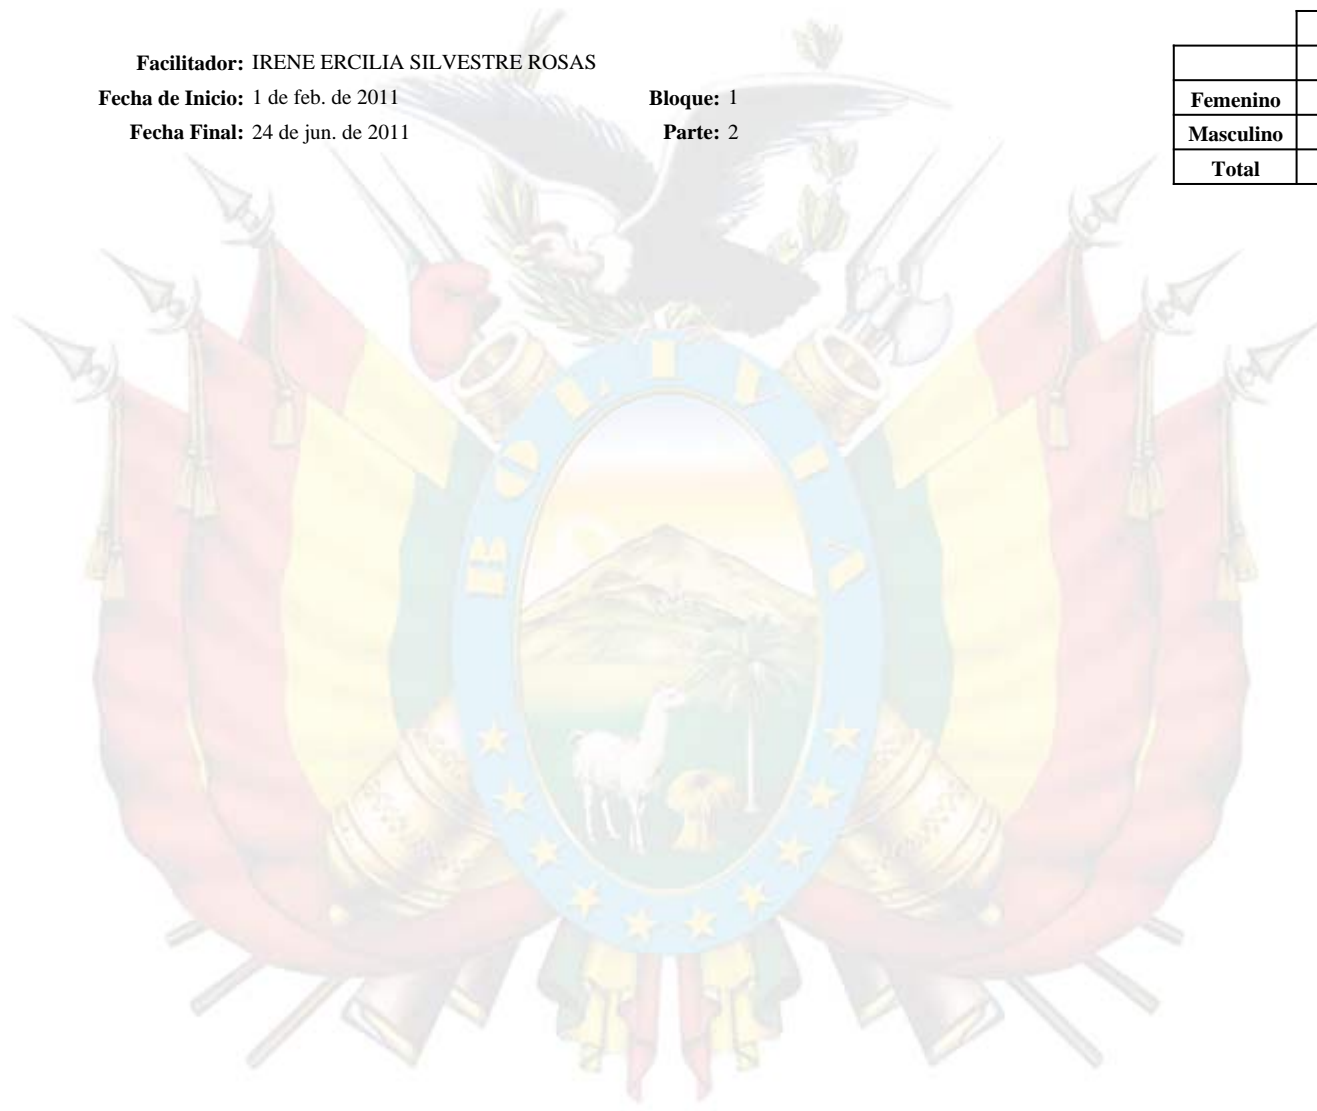 Facilitador: IRENE ERCILIA SILVESTRE ROSAS
Fecha de Inicio: 1 de feb. de 2011 Bloque: 1
Fecha Final: 24 de jun. de 2011 Parte: 2
Femenino
Masculino
Total
BOLIVIA